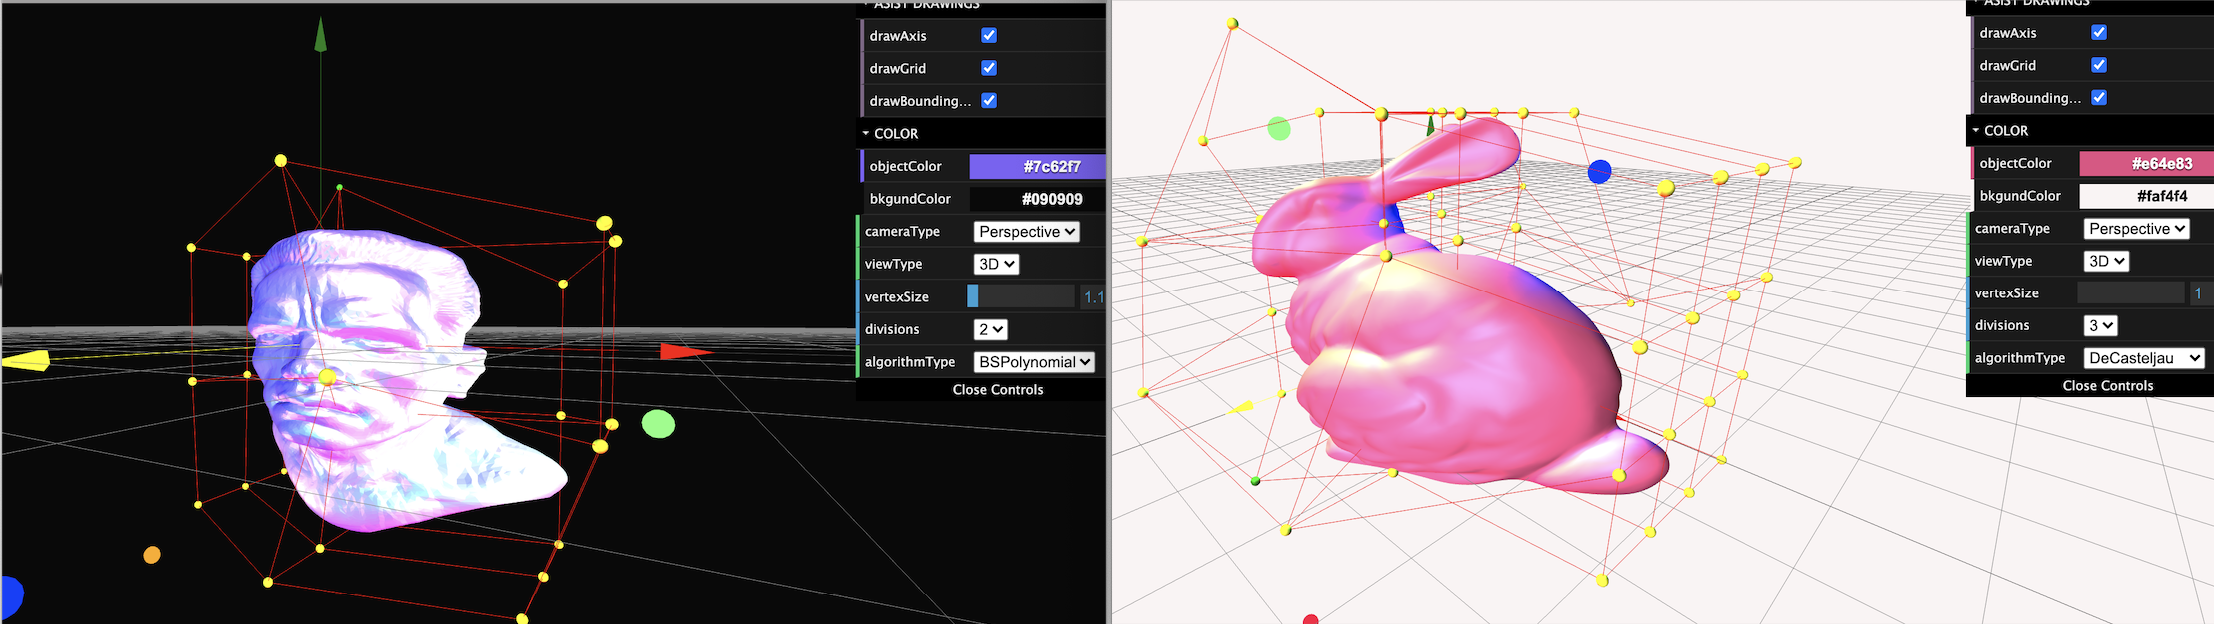 ASIST DRAWINGS
drawAxis
drawGrid
drawBounding...
COLOR
objectColor #7c62f7
bkgundColor #090909
cameraType Perspective
viewType 3D
vertexSize 1.1
divisions 2
algorithmType BSPolynomial
Close Controls
ASIST DRAWINGS
drawAxis
drawGrid
drawBounding...
COLOR
objectColor #e64e83
bkgundColor #faf4f4
cameraType Perspective
viewType 3D
vertexSize 1
divisions 3
algorithmType DeCasteljau
Close Controls